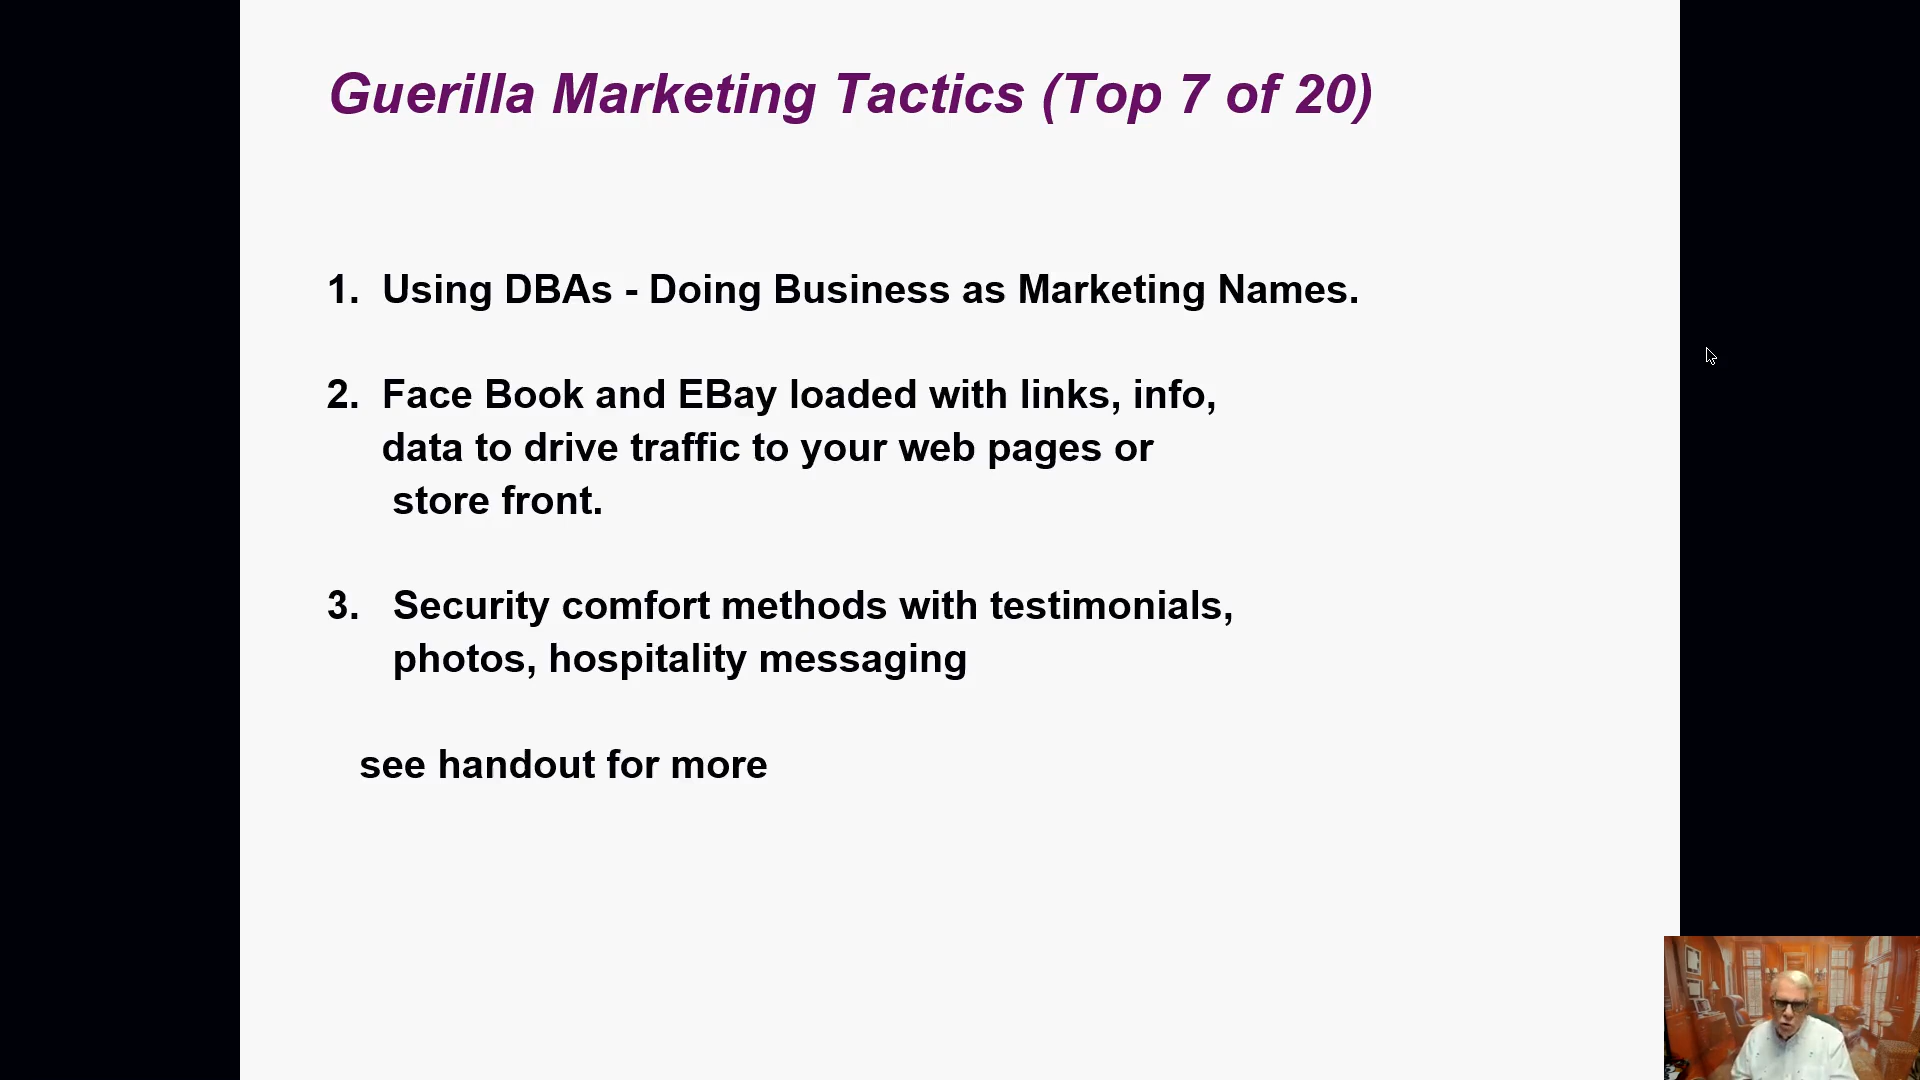 Guerilla Marketing Tactics (Top 7 of 20)
1. Using DBAs - Doing Business as Marketing Names.
2. Face Book and EBay loaded with links, info,
data to drive traffic to your web pages or
store front.
3. Security comfort methods with testimonials,
photos, hospitality messaging
see handout for more